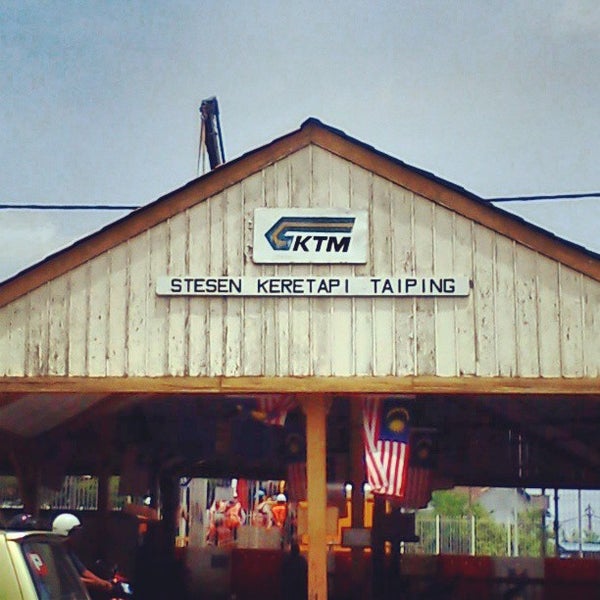 KTM
STESEN KERETAPI TAIPING